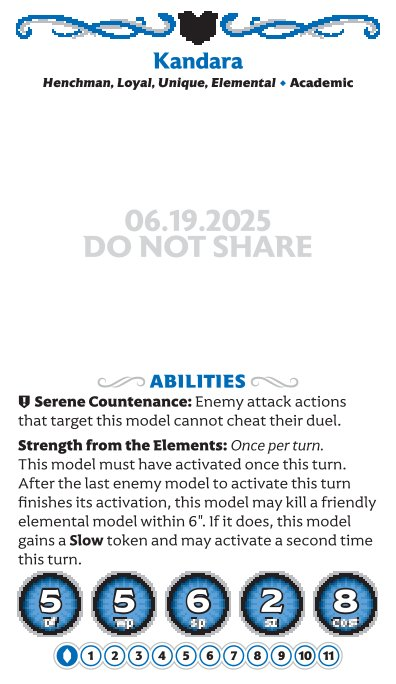 Kandara
Henchman, Loyal, Unique, Elemental ⬥ Academic
06.19.2025
DO NOT SHARE
ABILITIES
Serene Countenance: Enemy attack actions
that target this model cannot cheat their duel.
Strength from the Elements: Once per turn.
This model must have activated once this turn.
After the last enemy model to activate this turn
finishes its activation, this model may kill a friendly
elemental model within 6". If it does, this model
gains a Slow token and may activate a second time
this turn.
5 5 6 2 8
df sp cost
1 2 3 4 5 6 7 8 9 10 11